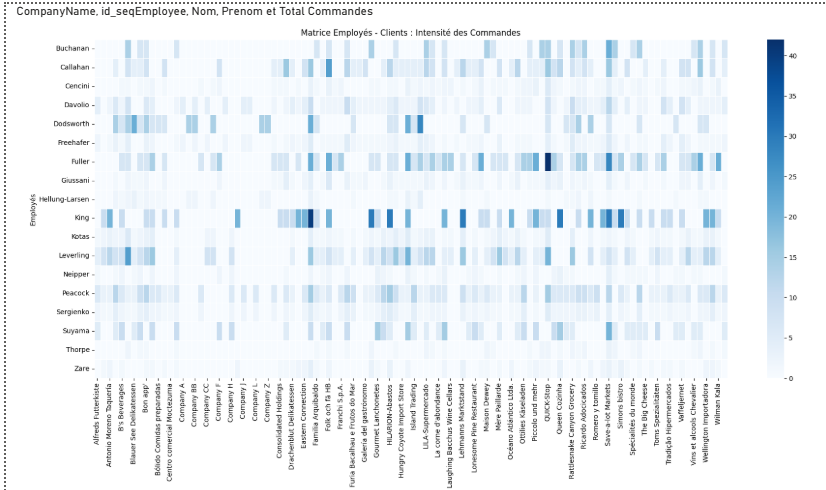 CompanyName, id_seqEmployee, Nom, Prenom et Total Commandes
Matrice Employés - Clients : Intensité des Commandes
Employés
Buchanan
Callahan
Cencini
Davolio
Dodsworth
Freehafer
Fuller
Giussani
Hellung-Larsen
King
Kotas
Leverling
Neipper
Peacock
Sergienko
Suyama
Thorpe
Zare
Alfreds Futterkiste
Antonio Moreno Taquería
B's Beverages
Blauer See Delikatessen
Bon app'
Bólido Comidas preparadas
Centro comercial Moctezuma
Company A
Company BB
Company CC
Company F
Company H
Company J
Company L
Company Z
Consolidated Holdings
Drachenblut Delikatessen
Eastern Connection
Familia Arquibaldo
Folk och fä HB
Franchi S.p.A.
Furia Bacalhau e Frutos do Mar
Galería del gastrónomo
Gourmet Lanchonetes
HILARION-Abastos
Hungry Coyote Import Store
Island Trading
LILA-Supermercado
La corne d'abondance
Laughing Bacchus Wine Cellars
Lehmanns Marktstand
Lonesome Pine Restaurant
Maison Dewey
Mère Paillarde
Océano Atlántico Ltda.
Ottilies Käseladen
Piccolo und mehr
QUICK-Stop
Queen Cozinha
Rattlesnake Canyon Grocery
Ricardo Adocicados
Romero y tomillo
Save-a-lot Markets
Simons bistro
Spécialités du monde
The Big Cheese
Toms Spezialitäten
Tradição Hipermercados
Vaffeljernet
Vins et alcools Chevalier
Wellington Importadora
Wilman Kala
40
35
30
25
20
15
10
5
0